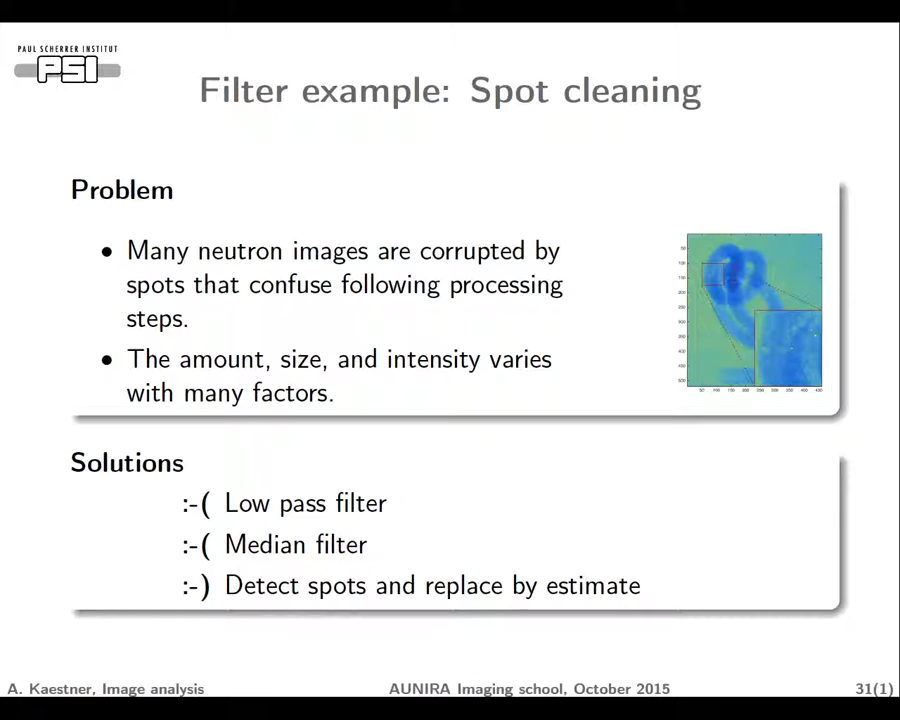 PAUL SCHERRER INSTITUT
PSI
Filter example: Spot cleaning
Problem
• Many neutron images are corrupted by
spots that confuse following processing
steps.
• The amount, size, and intensity varies
with many factors.
Solutions
:-( Low pass filter
:-( Median filter
:-) Detect spots and replace by estimate
A. Kaestner, Image analysis AUNIRA Imaging school, October 2015 31(1)